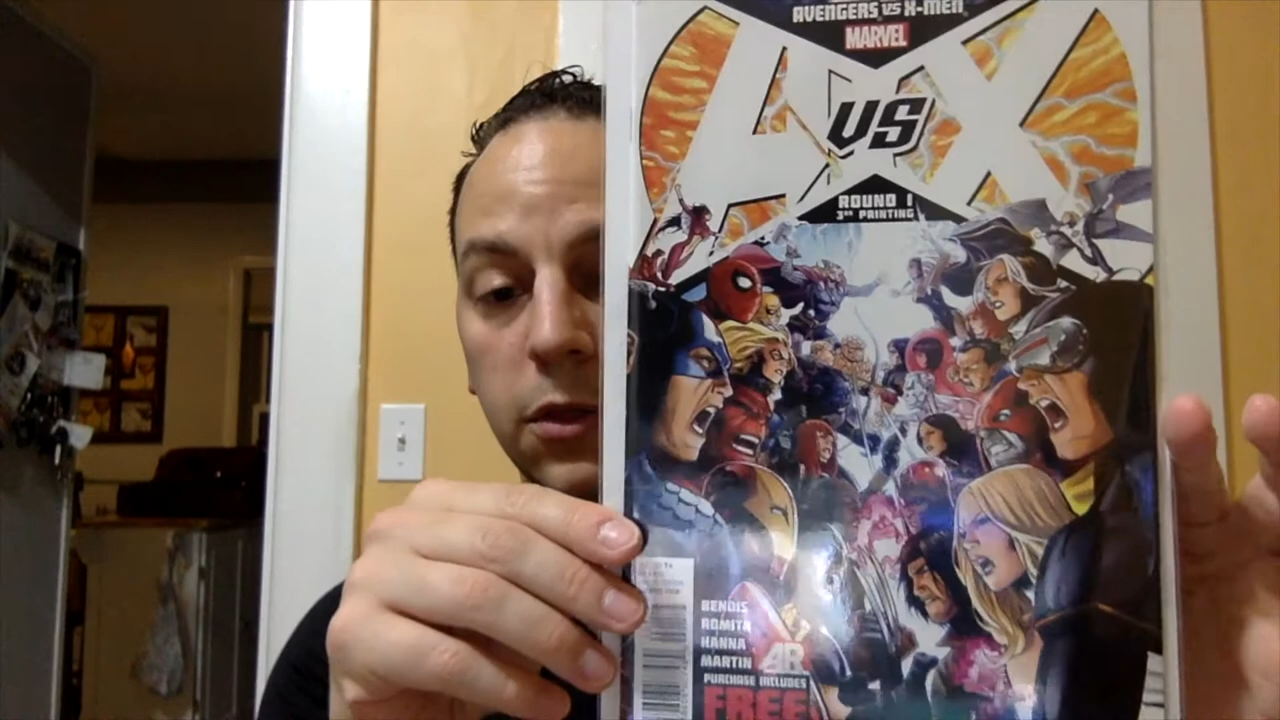 AVENGERS VS X-MEN
MARVEL
A VS X
ROUND 1
3RD PRINTING
BENDIS
ROMITA
HANNA
MARTIN
AR
PURCHASE INCLUDES
FREE